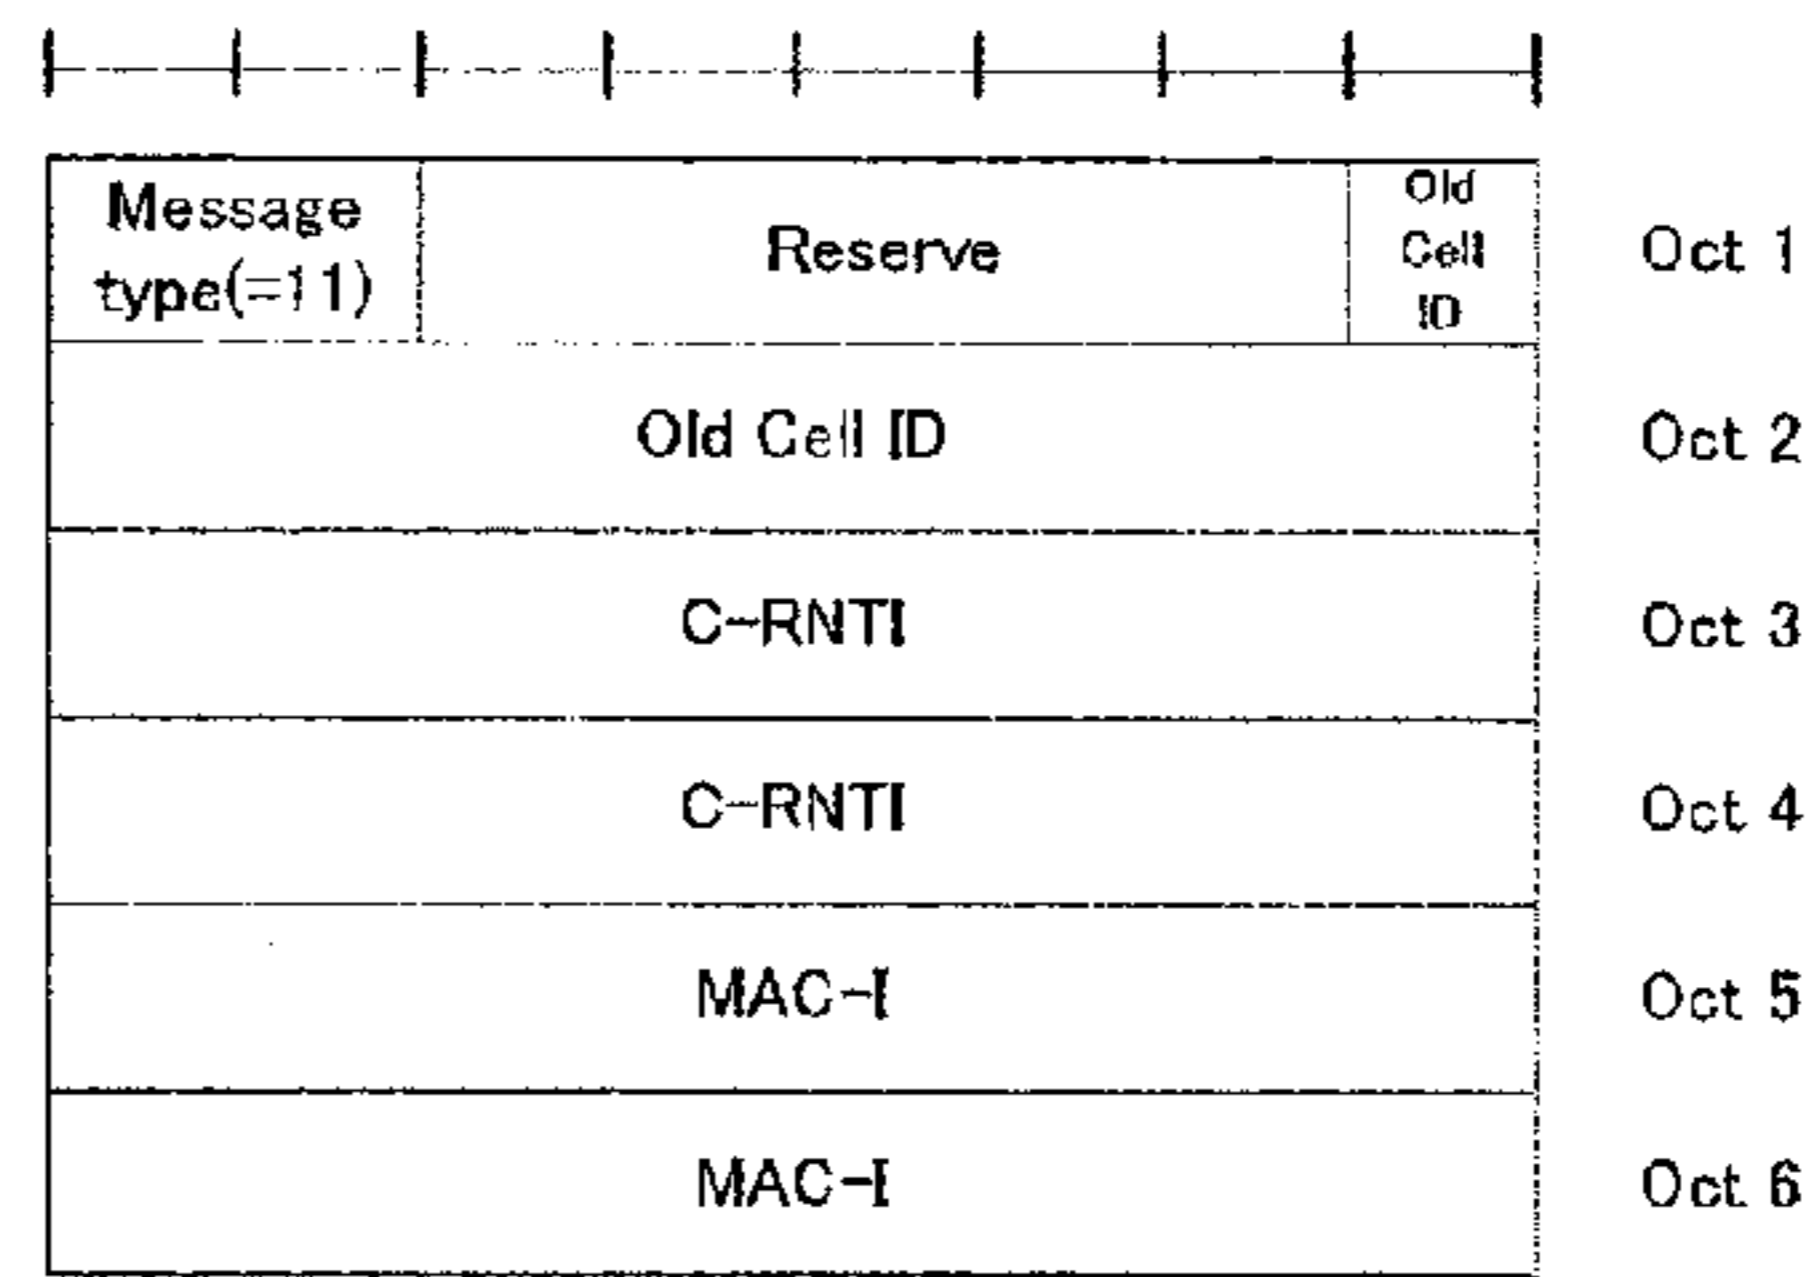 Message
type(=11)
Reserve
Old
Cell
ID
Oct 1
Old Cell ID
Oct 2
C-RNTI
Oct 3
C-RNTI
Oct 4
MAC-I
Oct 5
MAC-I
Oct 6